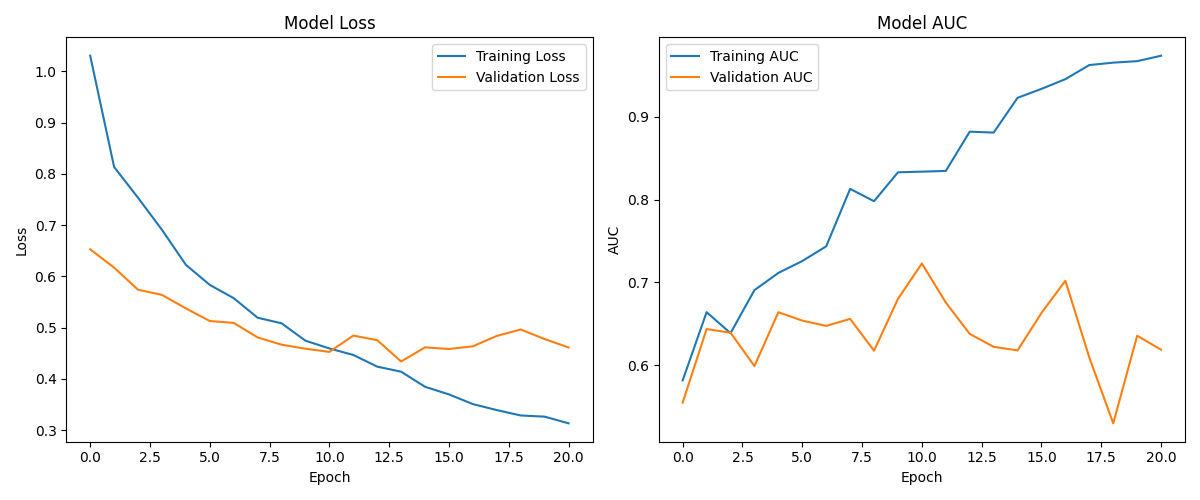 Model Loss
Training Loss
Validation Loss
1.0
0.9
0.8
0.7
0.6
0.5
0.4
0.3
Loss
0.0 2.5 5.0 7.5 10.0 12.5 15.0 17.5 20.0
Epoch
Model AUC
Training AUC
Validation AUC
0.9
0.8
0.7
0.6
AUC
0.0 2.5 5.0 7.5 10.0 12.5 15.0 17.5 20.0
Epoch